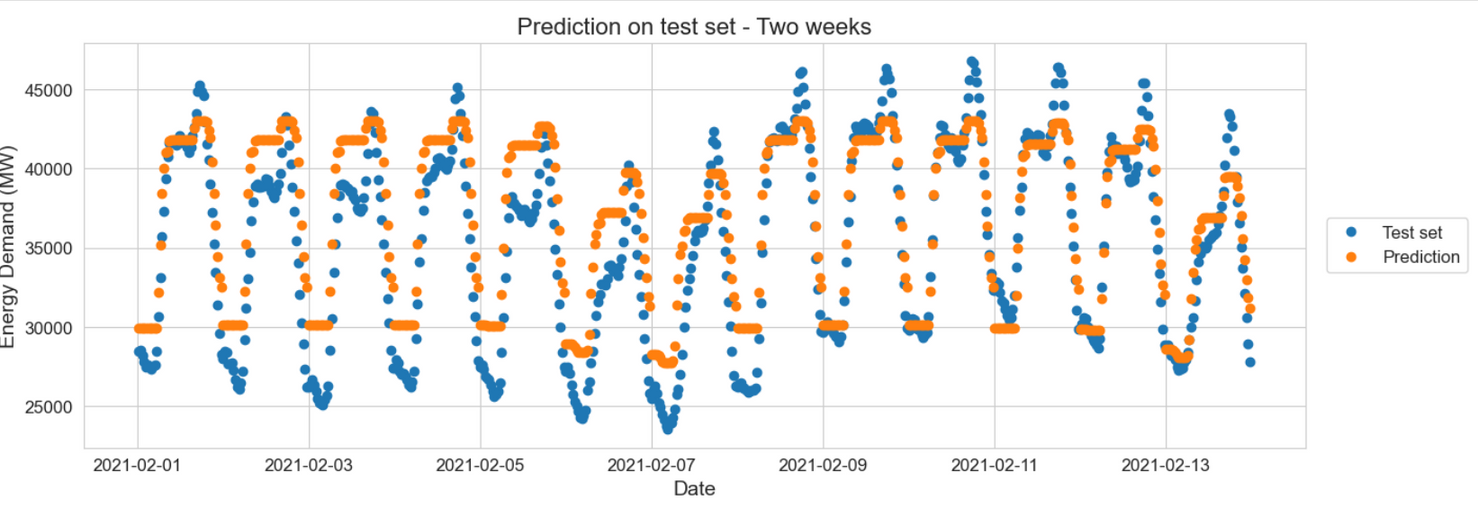 Prediction on test set - Two weeks
45000
40000
35000
30000
25000
Energy Demand (MW)
2021-02-01 2021-02-03 2021-02-05 2021-02-07 2021-02-09 2021-02-11 2021-02-13
Date
Test set
Prediction